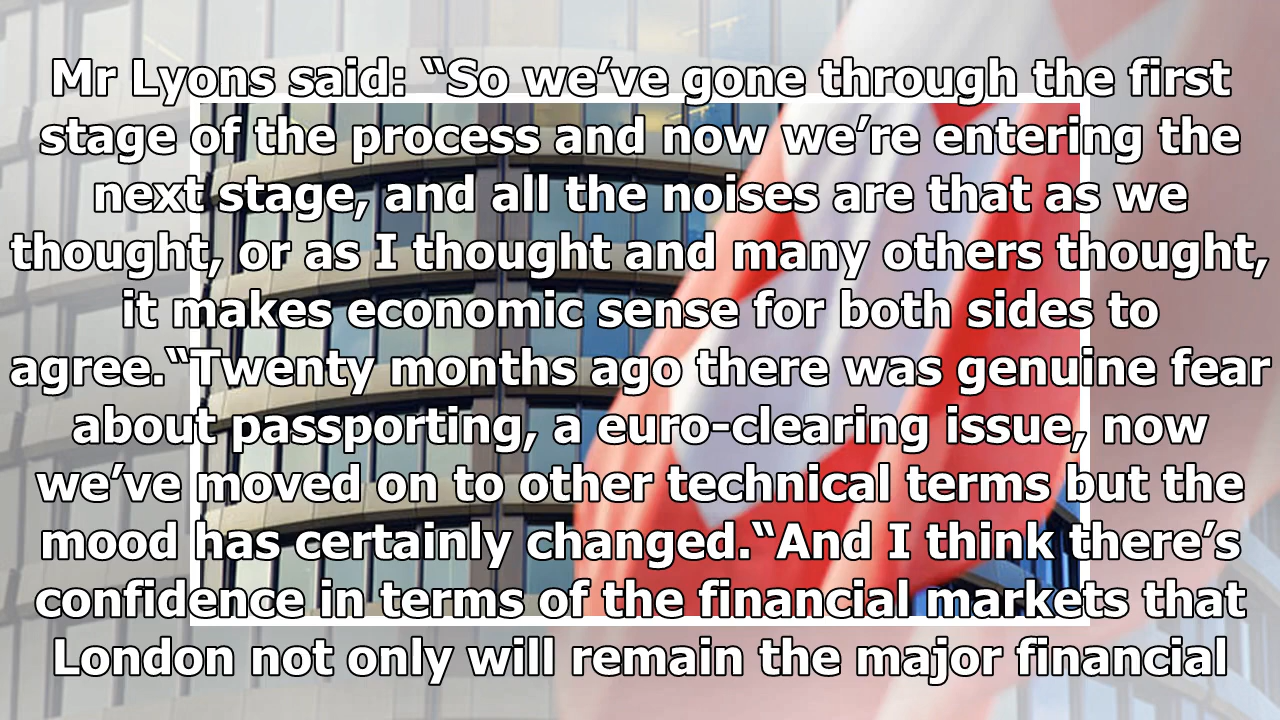 Mr Lyons said: “So we’ve gone through the first
stage of the process and now we’re entering the
next stage, and all the noises are that as we
thought, or as I thought and many others thought,
it makes economic sense for both sides to
agree.“Twenty months ago there was genuine fear
about passporting, a euro-clearing issue, now
we’ve moved on to other technical terms but the
mood has certainly changed.“And I think there’s
confidence in terms of the financial markets that
London not only will remain the major financial